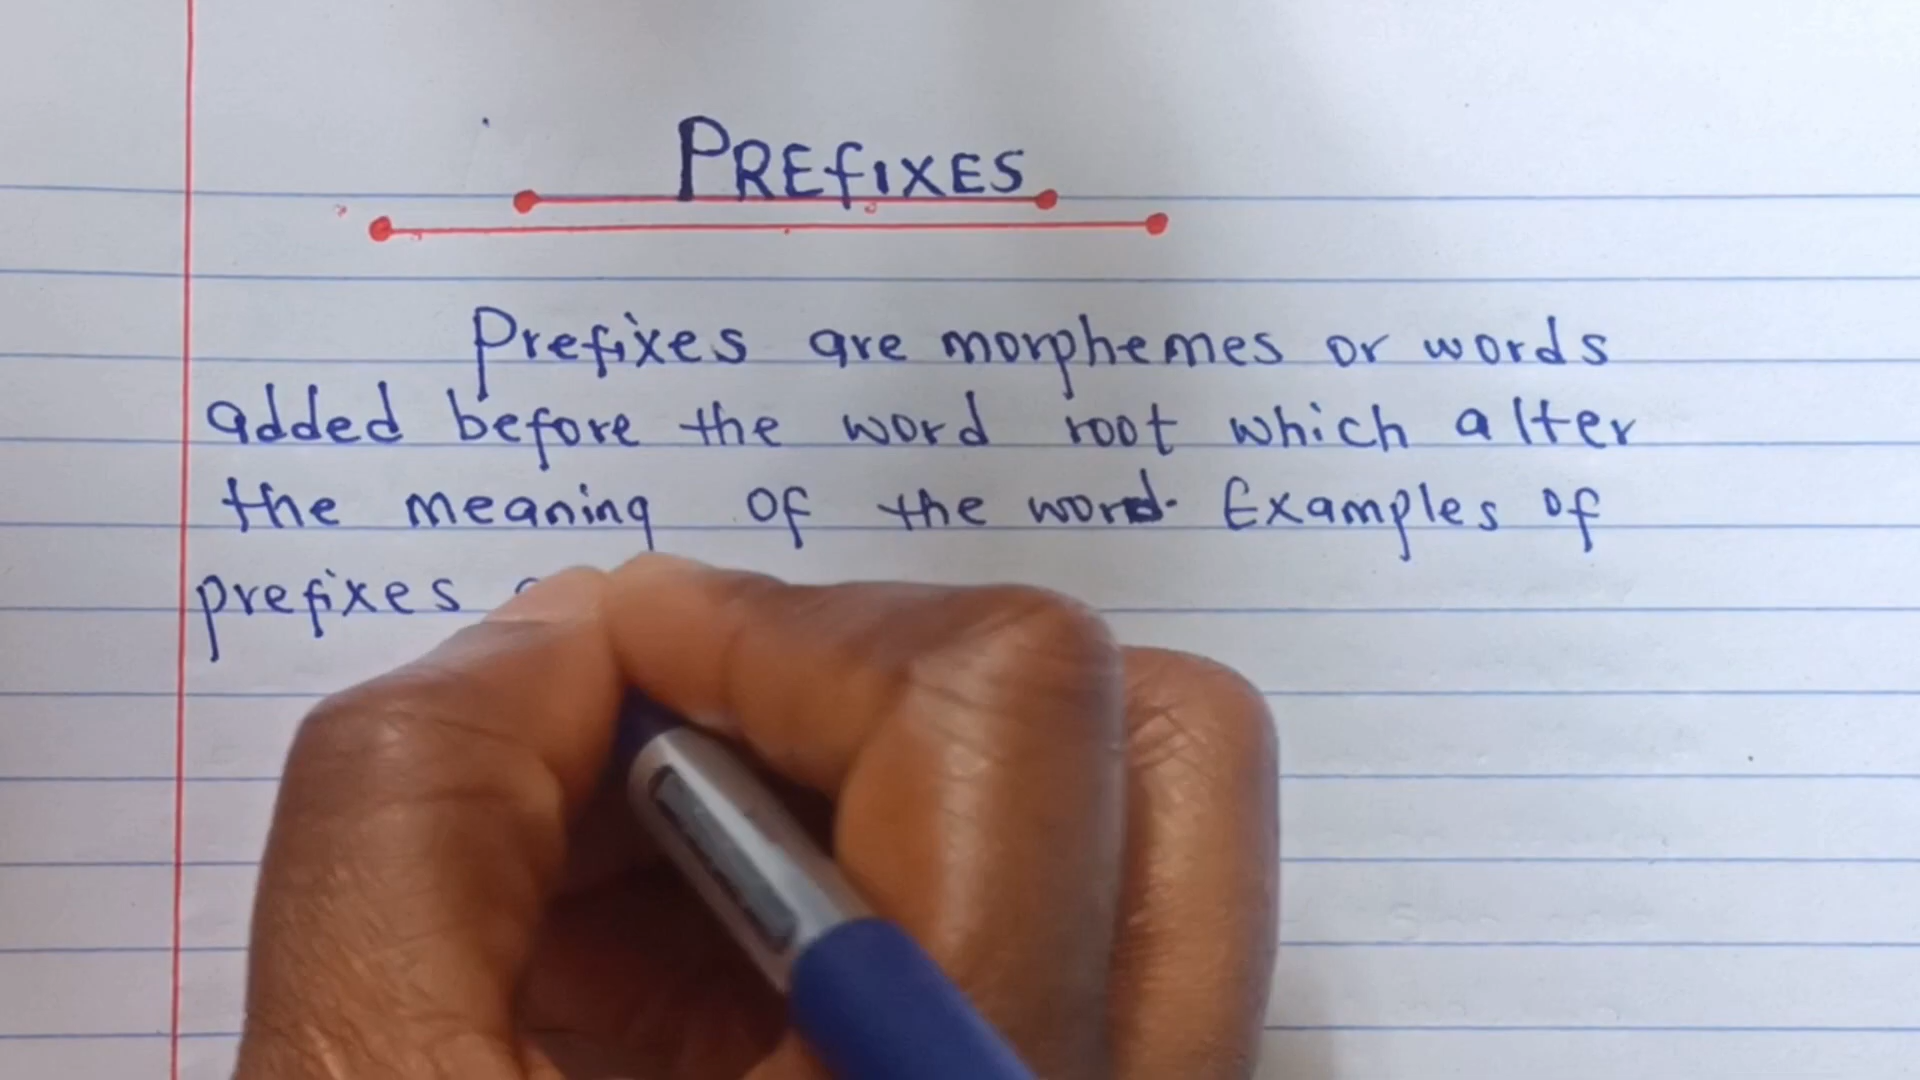 PREfIXES
Prefixes are morphemes or words
added before the word root which alter
the meaning of the word. Examples of
prefixes